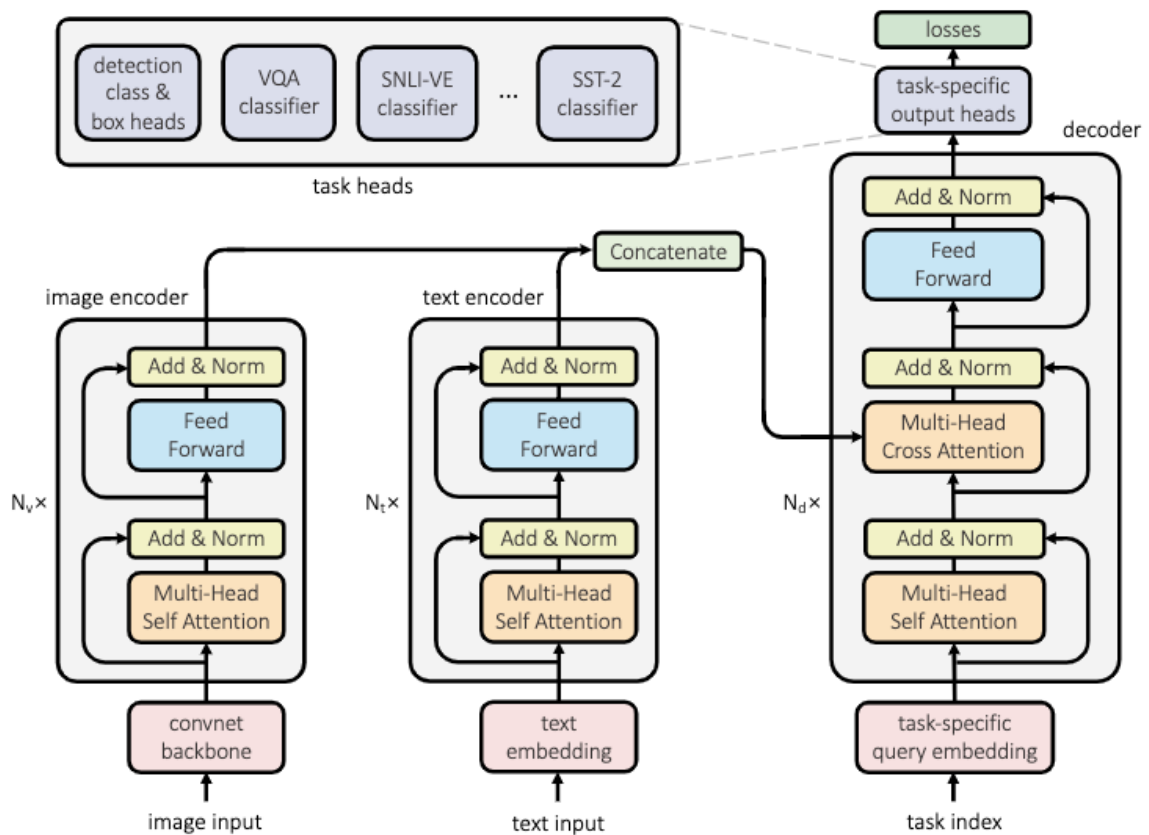 losses
detection
class &
box heads
VQA
classifier
SNLI-VE
classifier
...
SST-2
classifier
task-specific
output heads
task heads
decoder
Add & Norm
Feed
Forward
Concatenate
image encoder
text encoder
Add & Norm
Feed
Forward
Add & Norm
Multi-Head
Self Attention
Nv×
Add & Norm
Feed
Forward
Add & Norm
Multi-Head
Self Attention
Nt×
Add & Norm
Multi-Head
Cross Attention
Add & Norm
Multi-Head
Self Attention
Nd×
convnet
backbone
text
embedding
task-specific
query embedding
image input
text input
task index